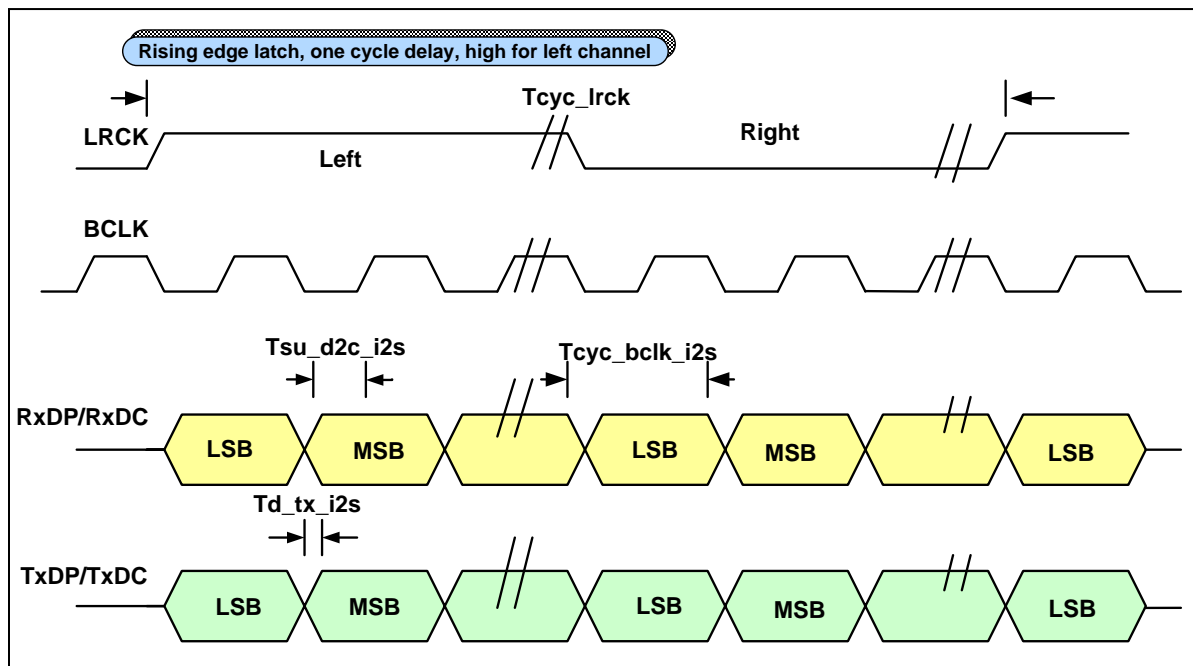 Rising edge latch, one cycle delay, high for left channel
Tcyc_lrck
LRCK
Left
Right
BCLK
Tsu_d2c_i2s
Tcyc_bclk_i2s
RxDP/RxDC
LSB
MSB
LSB
MSB
LSB
Td_tx_i2s
TxDP/TxDC
LSB
MSB
LSB
MSB
LSB